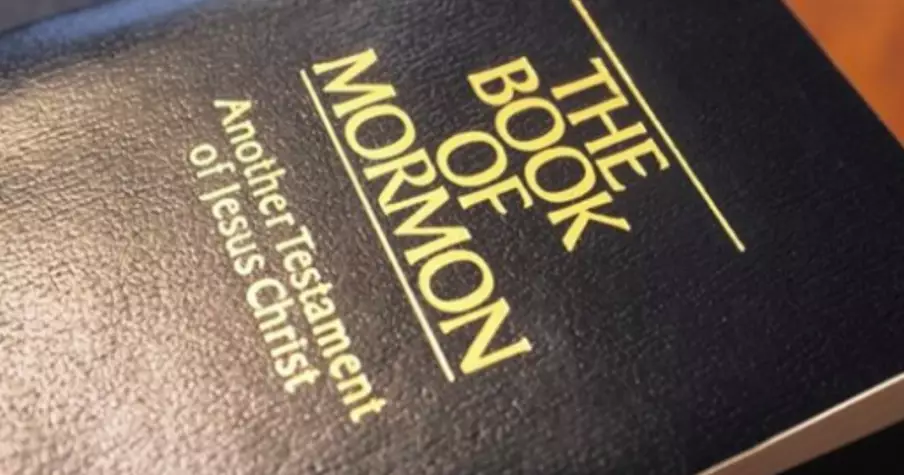 THE
BOOK
OF
MORMON
Another Testament
of Jesus Christ